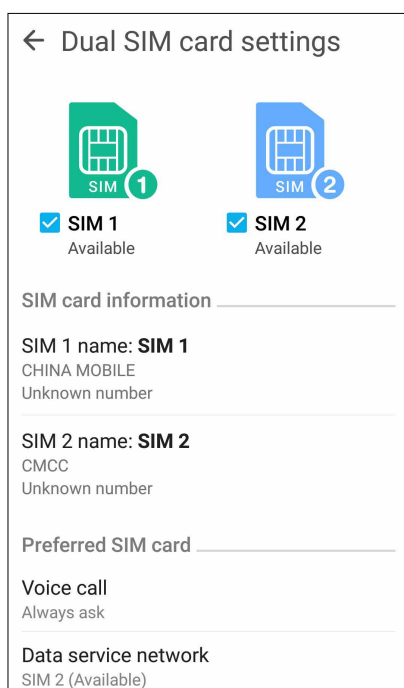 Dual SIM card settings
SIM 1 SIM 2
SIM 1 SIM 2
Available Available
SIM card information
SIM 1 name: SIM 1
CHINA MOBILE
Unknown number
SIM 2 name: SIM 2
CMCC
Unknown number
Preferred SIM card
Voice call
Always ask
Data service network
SIM 2 (Available)